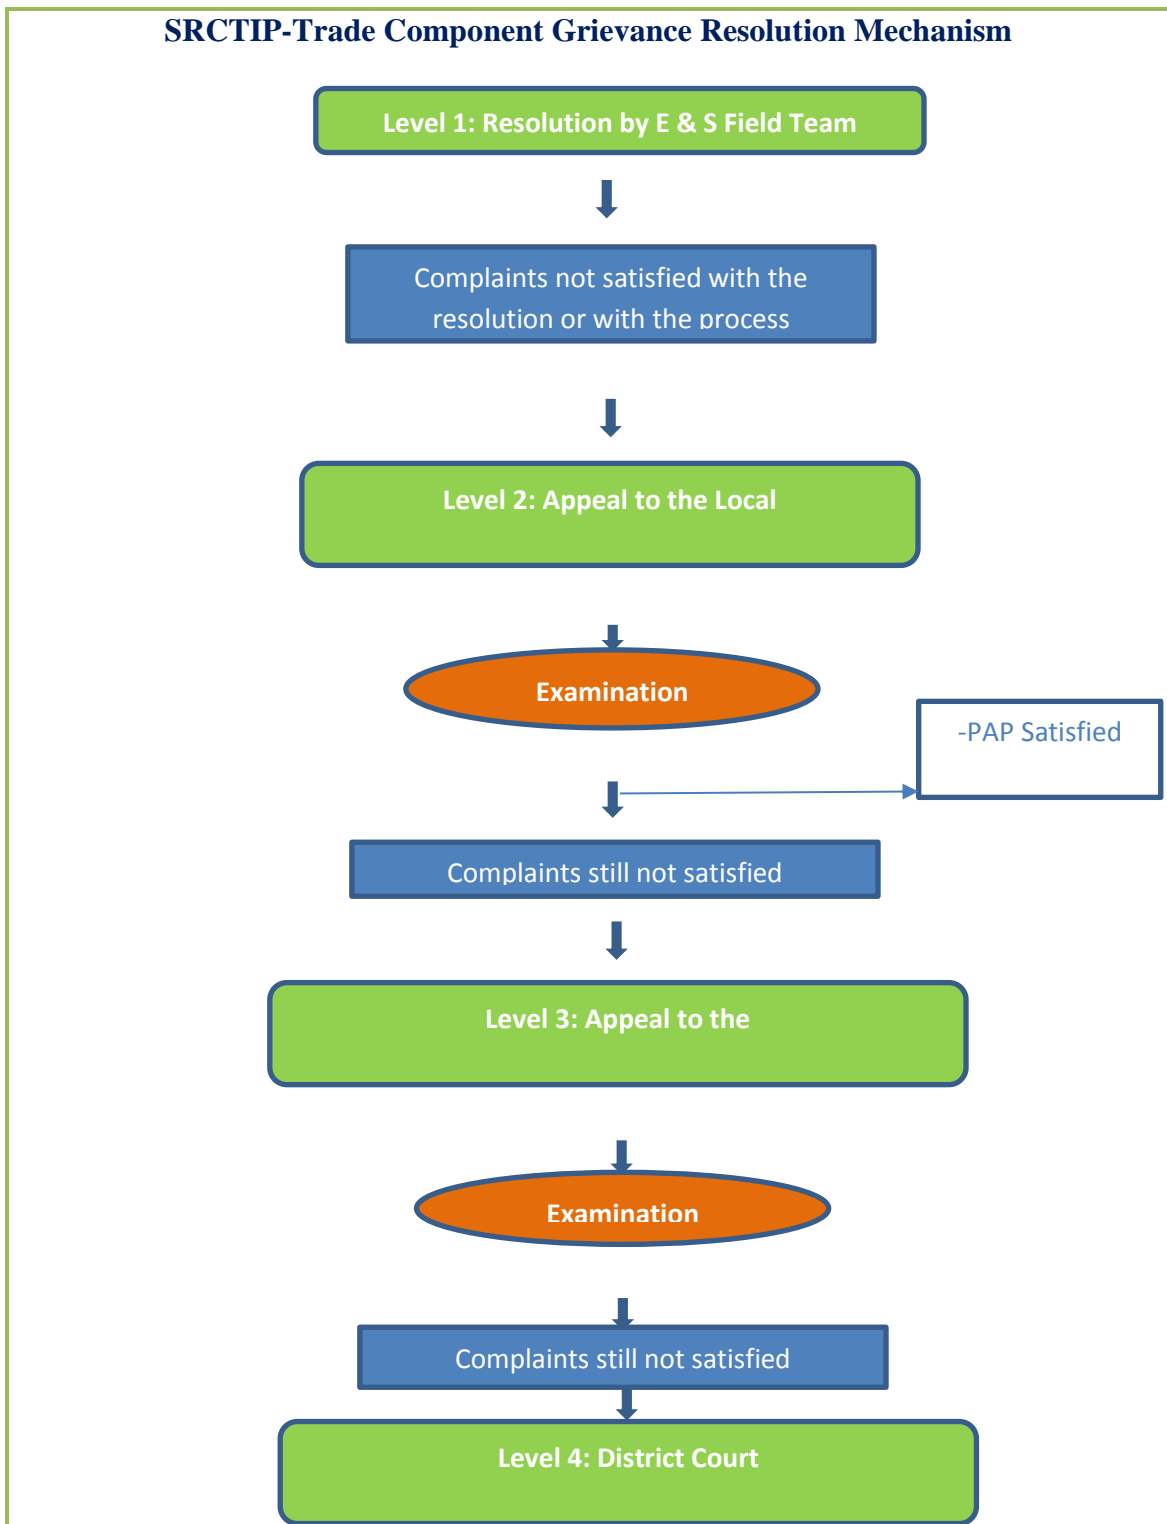 SRCTIP-Trade Component Grievance Resolution Mechanism
Level 1: Resolution by E & S Field Team
Complaints not satisfied with the
resolution or with the process
Level 2: Appeal to the Local
Examination
-PAP Satisfied
Complaints still not satisfied
Level 3: Appeal to the
Examination
Complaints still not satisfied
Level 4: District Court